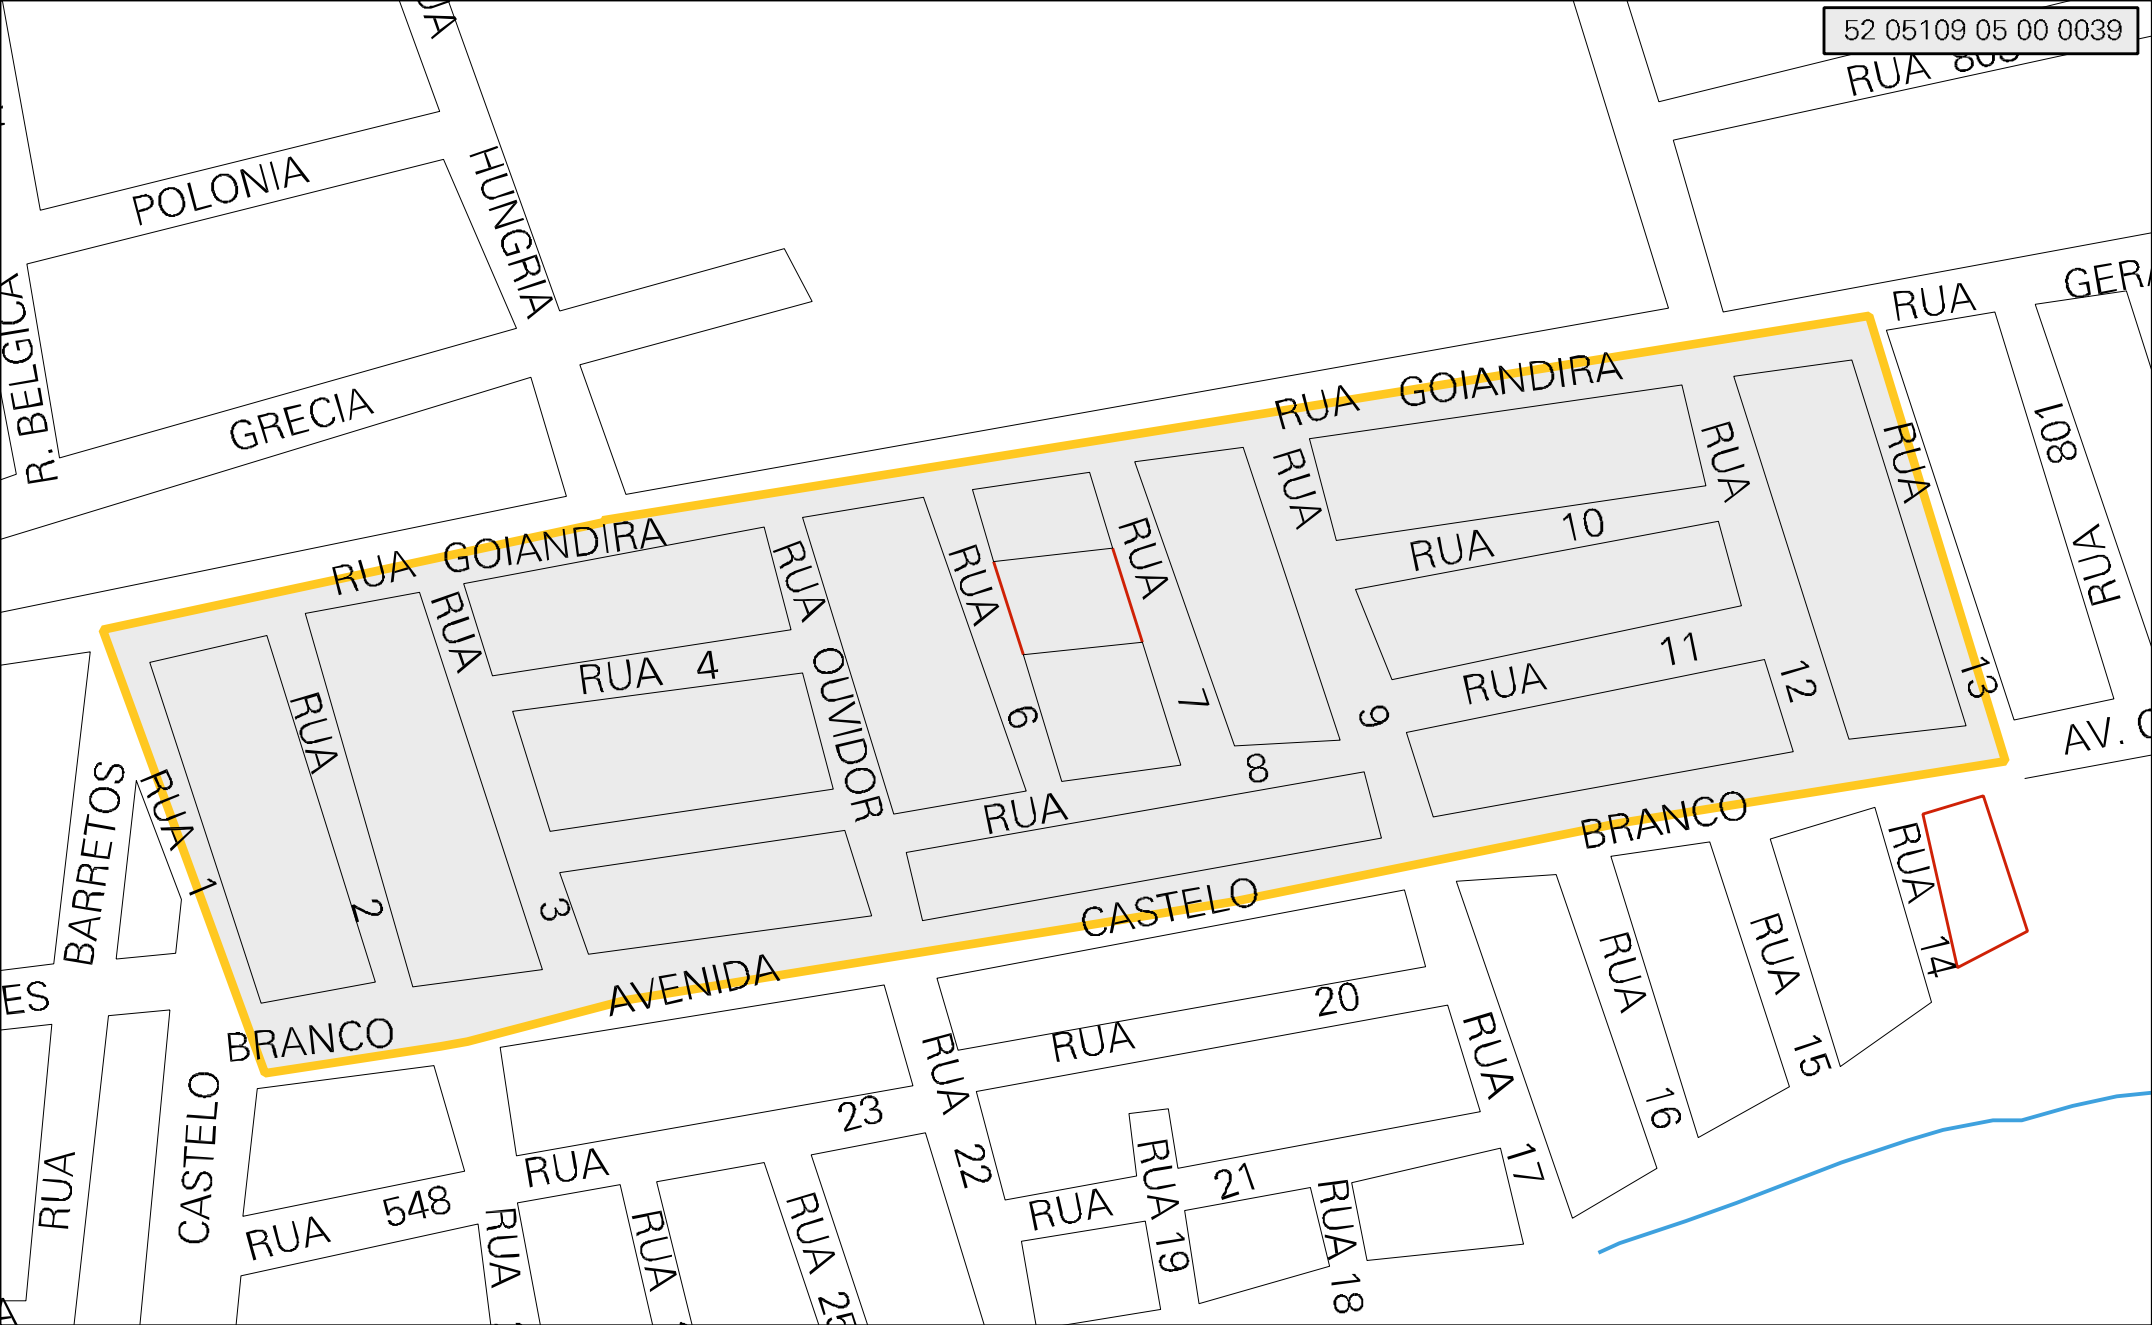 52 05109 05 00 0039
RUA
HUNGRIA
POLONIA
R. BELGICA
GRECIA
RUA
RUA GOIANDIRA
RUA GOIANDIRA
RUA 801
RUA 13
RUA 12
RUA 10
RUA 11
RUA 9
RUA 7
RUA 6
RUA OUVIDOR
RUA 4
RUA 3
RUA 2
RUA 1
RUA 8
BARRETOS
RUA
AVENIDA CASTELO BRANCO
BRANCO
CASTELO
ES
AV.
RUA 14
RUA 15
RUA 16
RUA 17
RUA 20
RUA 22
RUA 23
RUA 21
RUA 19
RUA 18
RUA 548
RUA
RUA
RUA 25